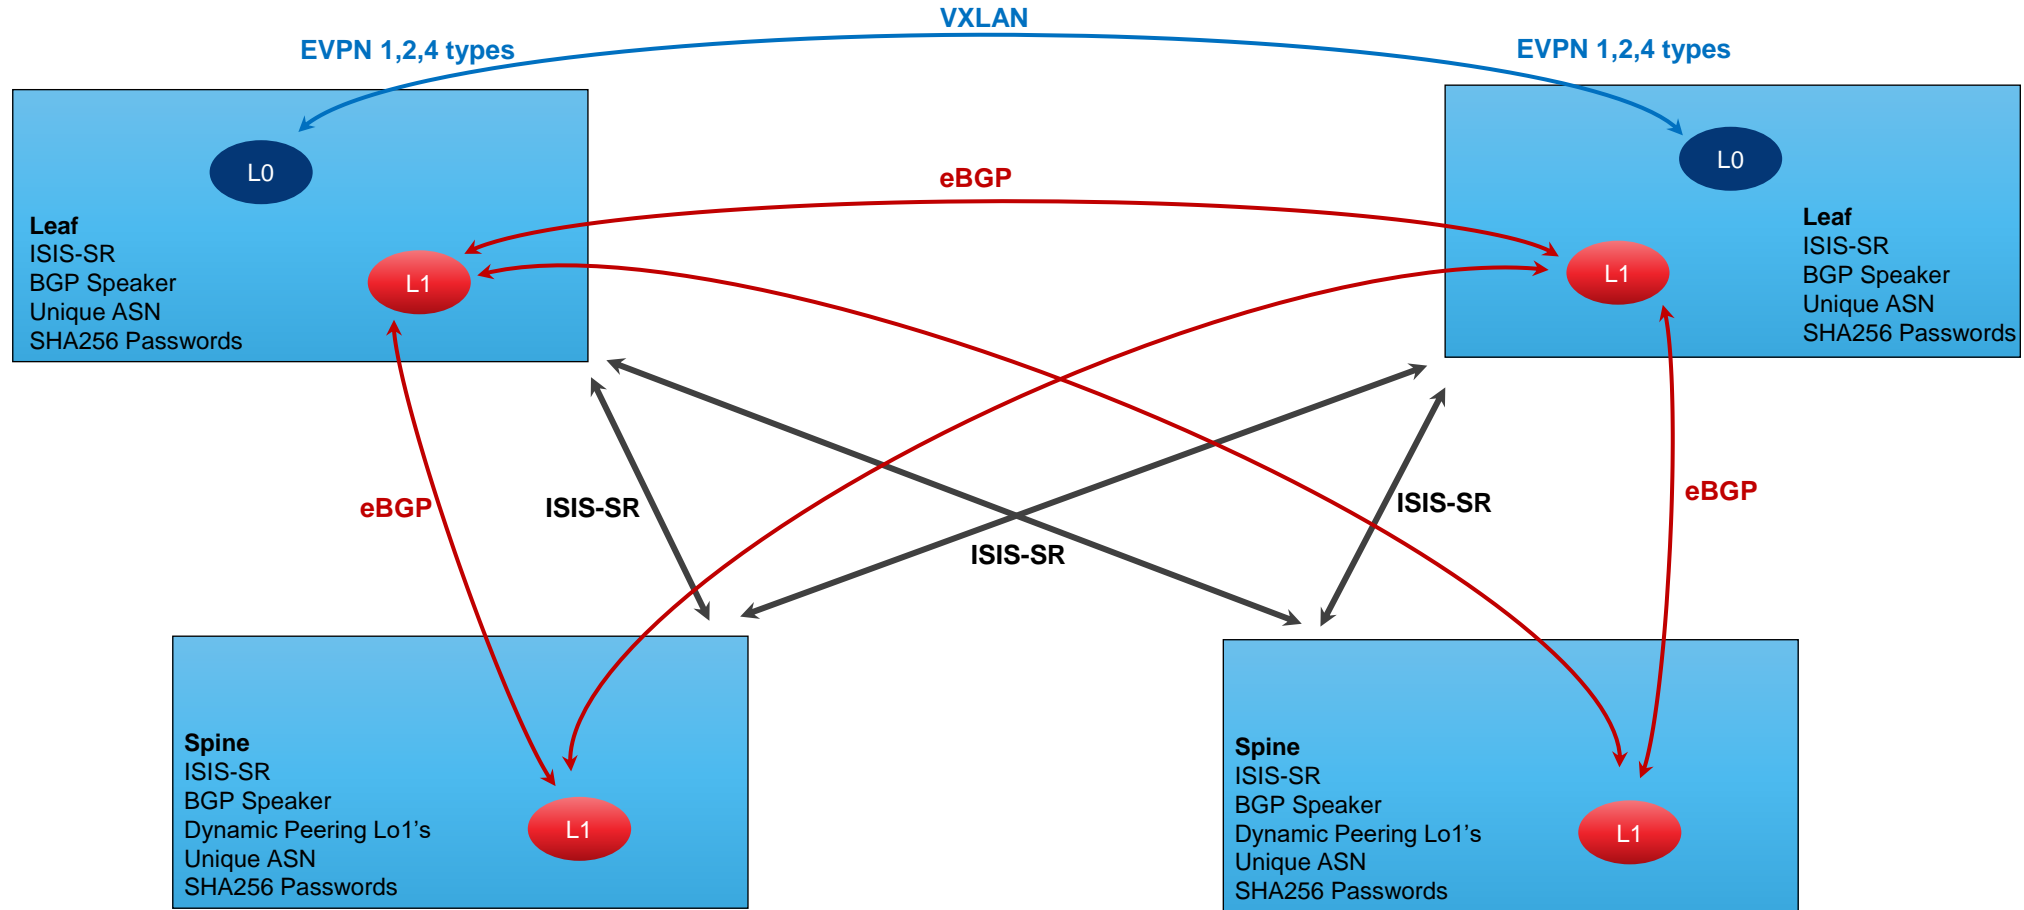 VXLAN
EVPN 1,2,4 types
EVPN 1,2,4 types
L0
L0
eBGP
Leaf
ISIS-SR
BGP Speaker
Unique ASN
SHA256 Passwords
L1
L1
Leaf
ISIS-SR
BGP Speaker
Unique ASN
SHA256 Passwords
eBGP
ISIS-SR
ISIS-SR
ISIS-SR
eBGP
Spine
ISIS-SR
BGP Speaker
Dynamic Peering Lo1's
Unique ASN
SHA256 Passwords
L1
Spine
ISIS-SR
BGP Speaker
Dynamic Peering Lo1's
Unique ASN
SHA256 Passwords
L1